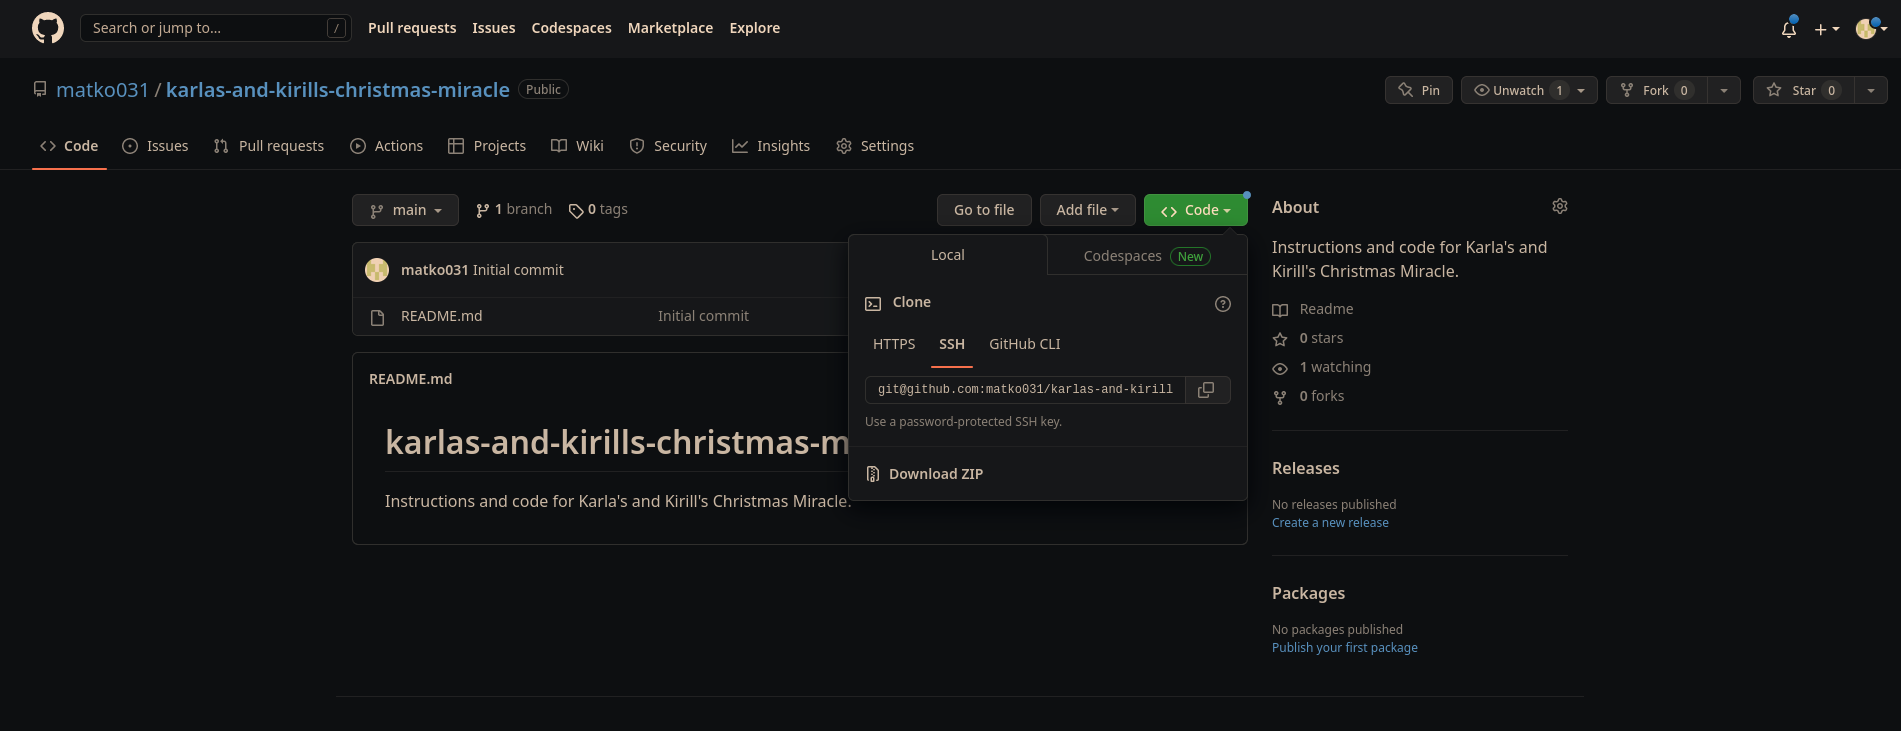 Search or jump to... / Pull requests Issues Codespaces Marketplace Explore
matko031 / karlas-and-kirills-christmas-miracle Public Pin Unwatch 1 Fork 0 Star 0
Code Issues Pull requests Actions Projects Wiki Security Insights Settings
main 1 branch 0 tags Go to file Add file Code
matko031 Initial commit
README.md Initial commit
README.md
karlas-and-kirills-christmas-m
Instructions and code for Karla's and Kirill's Christmas Miracle.
Local Codespaces New
Clone
HTTPS SSH GitHub CLI
git@github.com:matko031/karlas-and-kirill
Use a password-protected SSH key.
Download ZIP
About
Instructions and code for Karla's and
Kirill's Christmas Miracle.
Readme
0 stars
1 watching
0 forks
Releases
No releases published
Create a new release
Packages
No packages published
Publish your first package